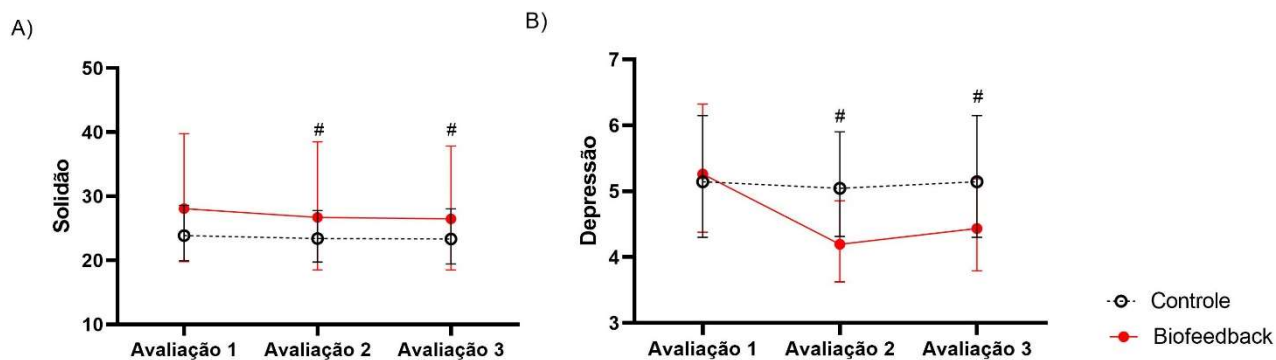 A)
Solidão
50
40
30
20
10
# #
Avaliação 1 Avaliação 2 Avaliação 3
B)
Depressão
7
6
5
4
3
# #
Avaliação 1 Avaliação 2 Avaliação 3
Controle
Biofeedback